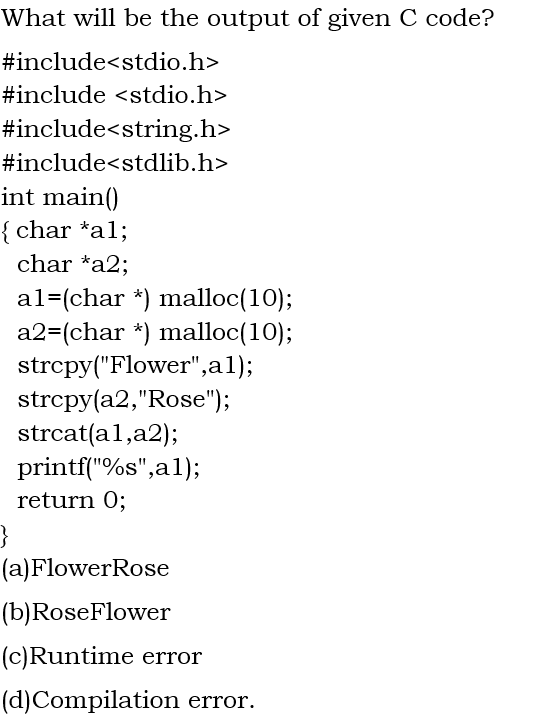 What will be the output of given C code?
#include<stdio.h>
#include <stdio.h>
#include<string.h>
#include<stdlib.h>
int main()
{ char *a1;
char *a2;
a1=(char *) malloc(10);
a2=(char *) malloc(10);
strcpy("Flower",a1);
strcpy(a2,"Rose");
strcat(a1,a2);
printf("%s",a1);
return 0;
}
(a)FlowerRose
(b)RoseFlower
(c)Runtime error
(d)Compilation error.